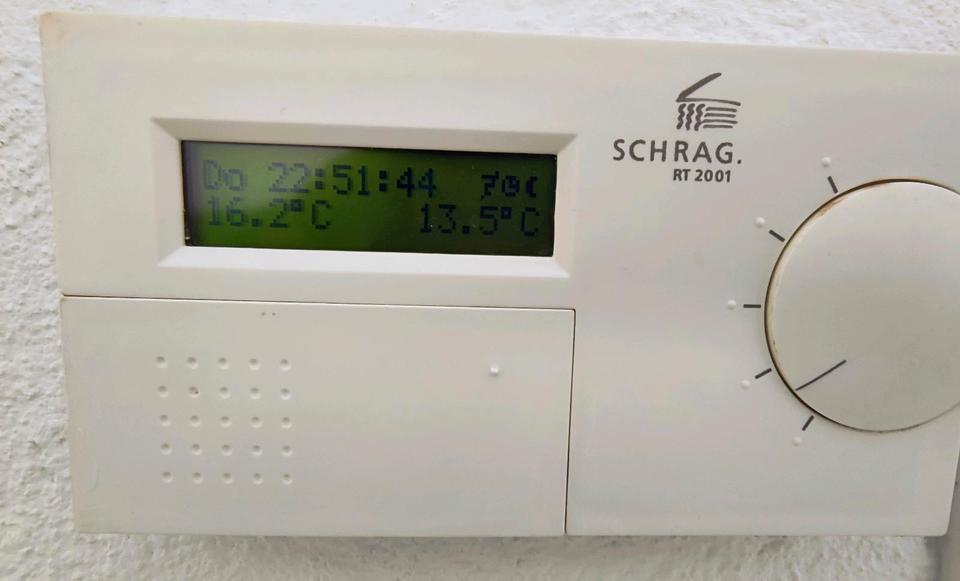 SCHRAG.
RT 2001
Do 22:51:44
16.2°C 13.5°C